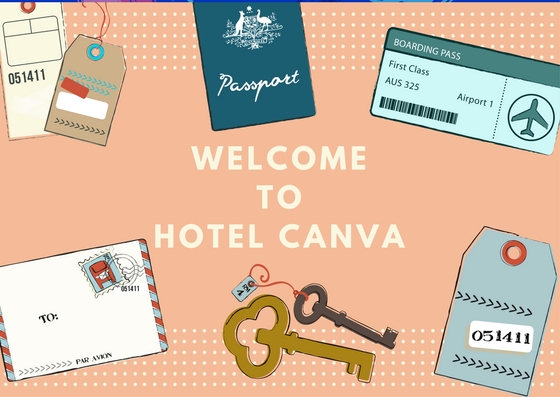 051411
Passport
BOARDING PASS
First Class
AUS 325
Airport 1
WELCOME
TO
HOTEL CANVA
051411
TO:
PAR AVION
051411